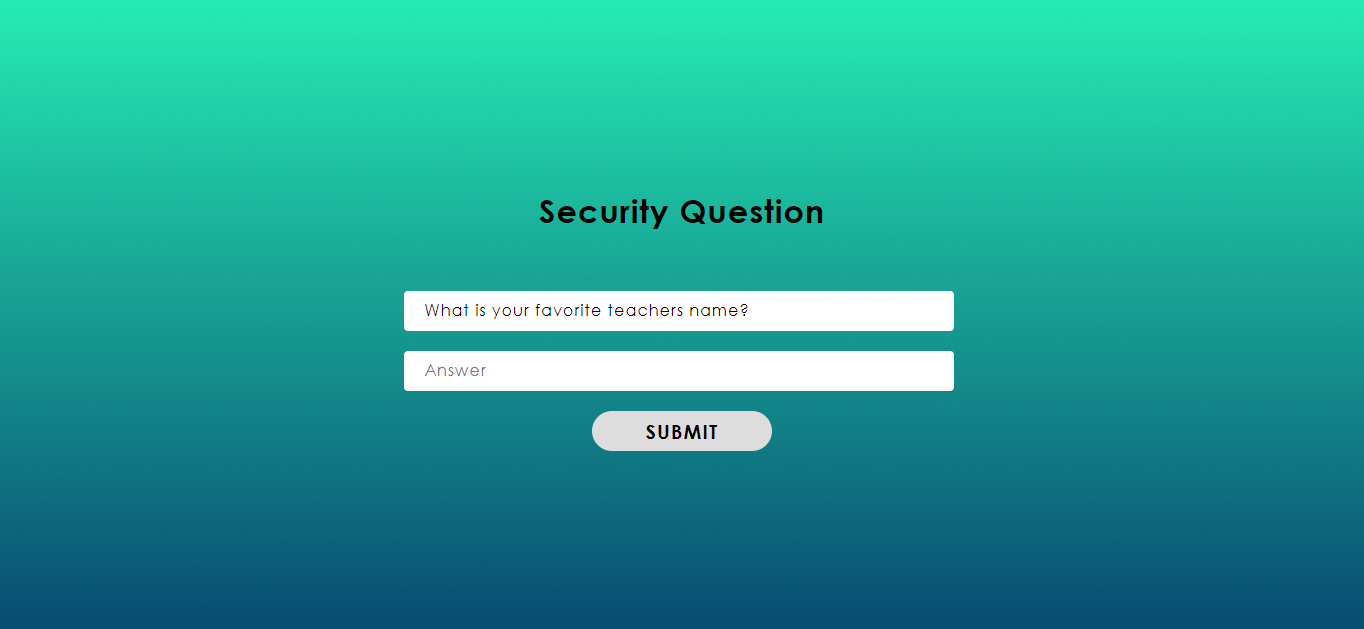 Security Question
What is your favorite teachers name?
Answer
SUBMIT